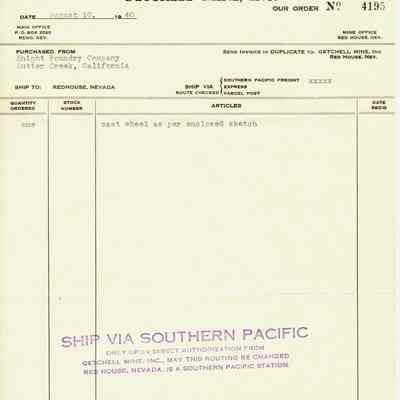 OUR ORDER Nº 4195
DATE August 10, 1940
MAIN OFFICE
P. O. BOX 2020
RENO, NEV.
MINE OFFICE
RED HOUSE, NEV.
PURCHASED FROM
Knight Foundry Company
Sutter Creek, California
SEND INVOICE IN DUPLICATE TO: GETCHELL MINE, INC
RED HOUSE, NEV.
SHIP TO: REDHOUSE, NEVADA
SHIP VIA
ROUTE CHECKED
SOUTHERN PACIFIC FREIGHT xxxxx
EXPRESS
PARCEL POST
QUANTITY ORDERED
STOCK NUMBER
ARTICLES
DATE RECD
one cast wheel as per enclosed sketch
SHIP VIA SOUTHERN PACIFIC
ONLY UPON DIRECT AUTHORIZATION FROM
GETCHELL MINE, INC., MAY THIS ROUTING BE CHANGED
RED HOUSE, NEVADA, IS A SOUTHERN PACIFIC STATION.